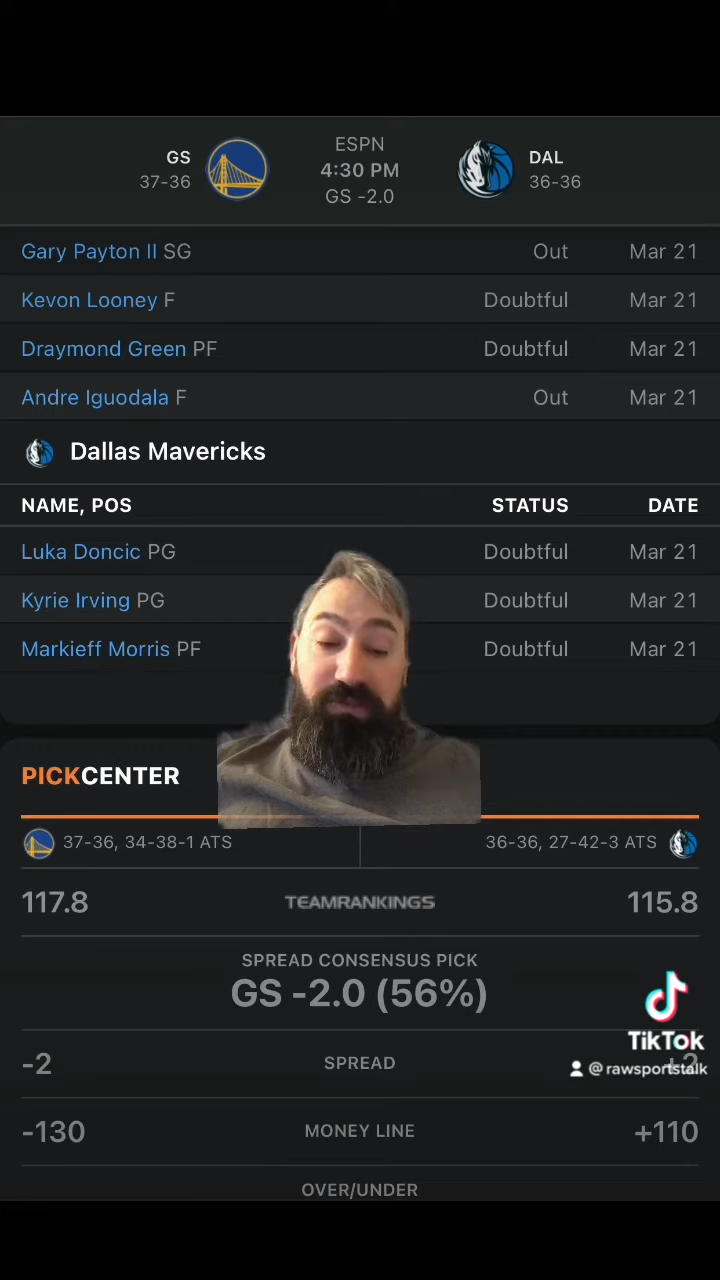 GS
37-36
ESPN
4:30 PM
GS -2.0
DAL
36-36
Gary Payton II SG Out Mar 21
Kevon Looney F Doubtful Mar 21
Draymond Green PF Doubtful Mar 21
Andre Iguodala F Out Mar 21
Dallas Mavericks
NAME, POS STATUS DATE
Luka Doncic PG Doubtful Mar 21
Kyrie Irving PG Doubtful Mar 21
Markieff Morris PF Doubtful Mar 21
PICKCENTER
37-36, 34-38-1 ATS 36-36, 27-42-3 ATS
117.8 TEAMRANKINGS 115.8
SPREAD CONSENSUS PICK
GS -2.0 (56%)
-2 SPREAD +2
TikTok
@rawsportstalk
-130 MONEY LINE +110
OVER/UNDER